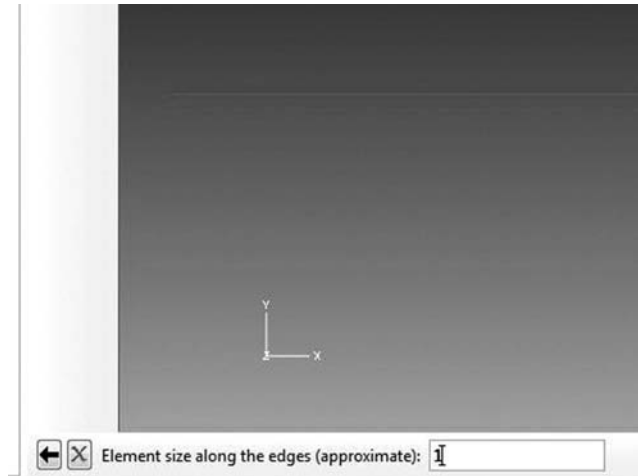 Y
Z X
Element size along the edges (approximate): 1